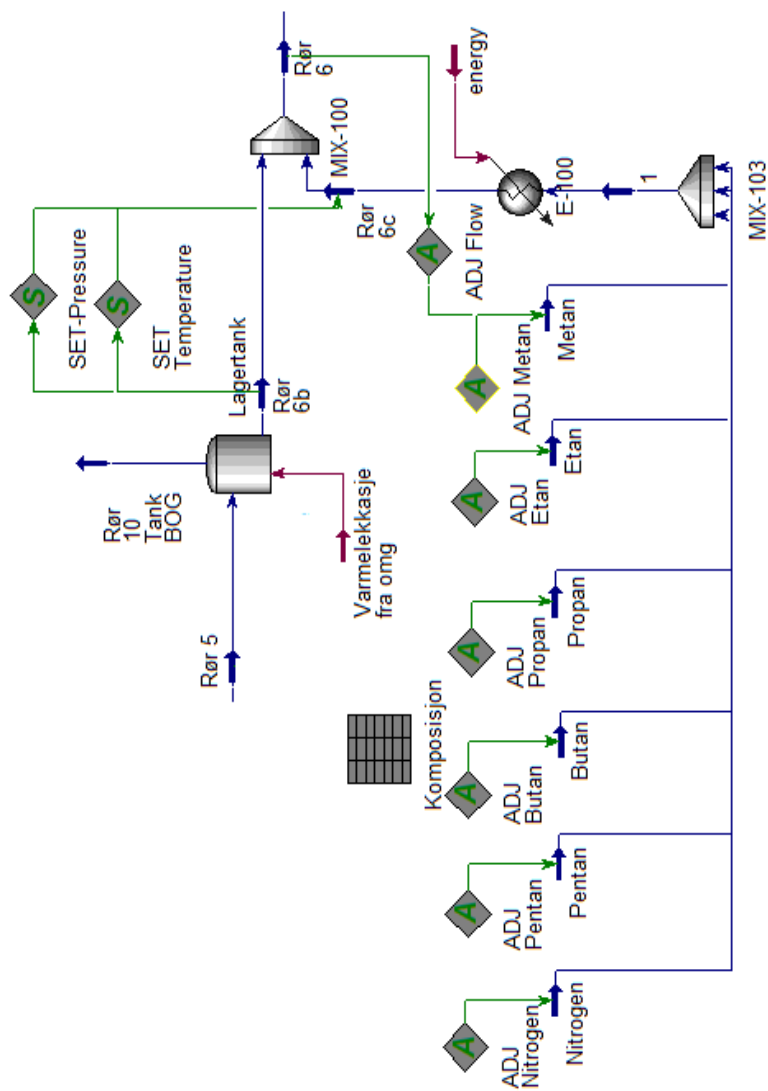 S
SET-Pressure
S
SET
Temperature
Rør
10
Tank
BOG
Rør 5
Lagertank
Rør
6b
Varmelekkasje
fra omg
MIX-100
Rør
6
Rør
6c
A
ADJ Flow
energy
E-100
1
MIX-103
Komposisjon
A
ADJ
Nitrogen
Nitrogen
A
ADJ
Pentan
Pentan
A
ADJ
Butan
Butan
A
ADJ
Propan
Propan
A
ADJ
Etan
Etan
A
ADJ Metan
Metan